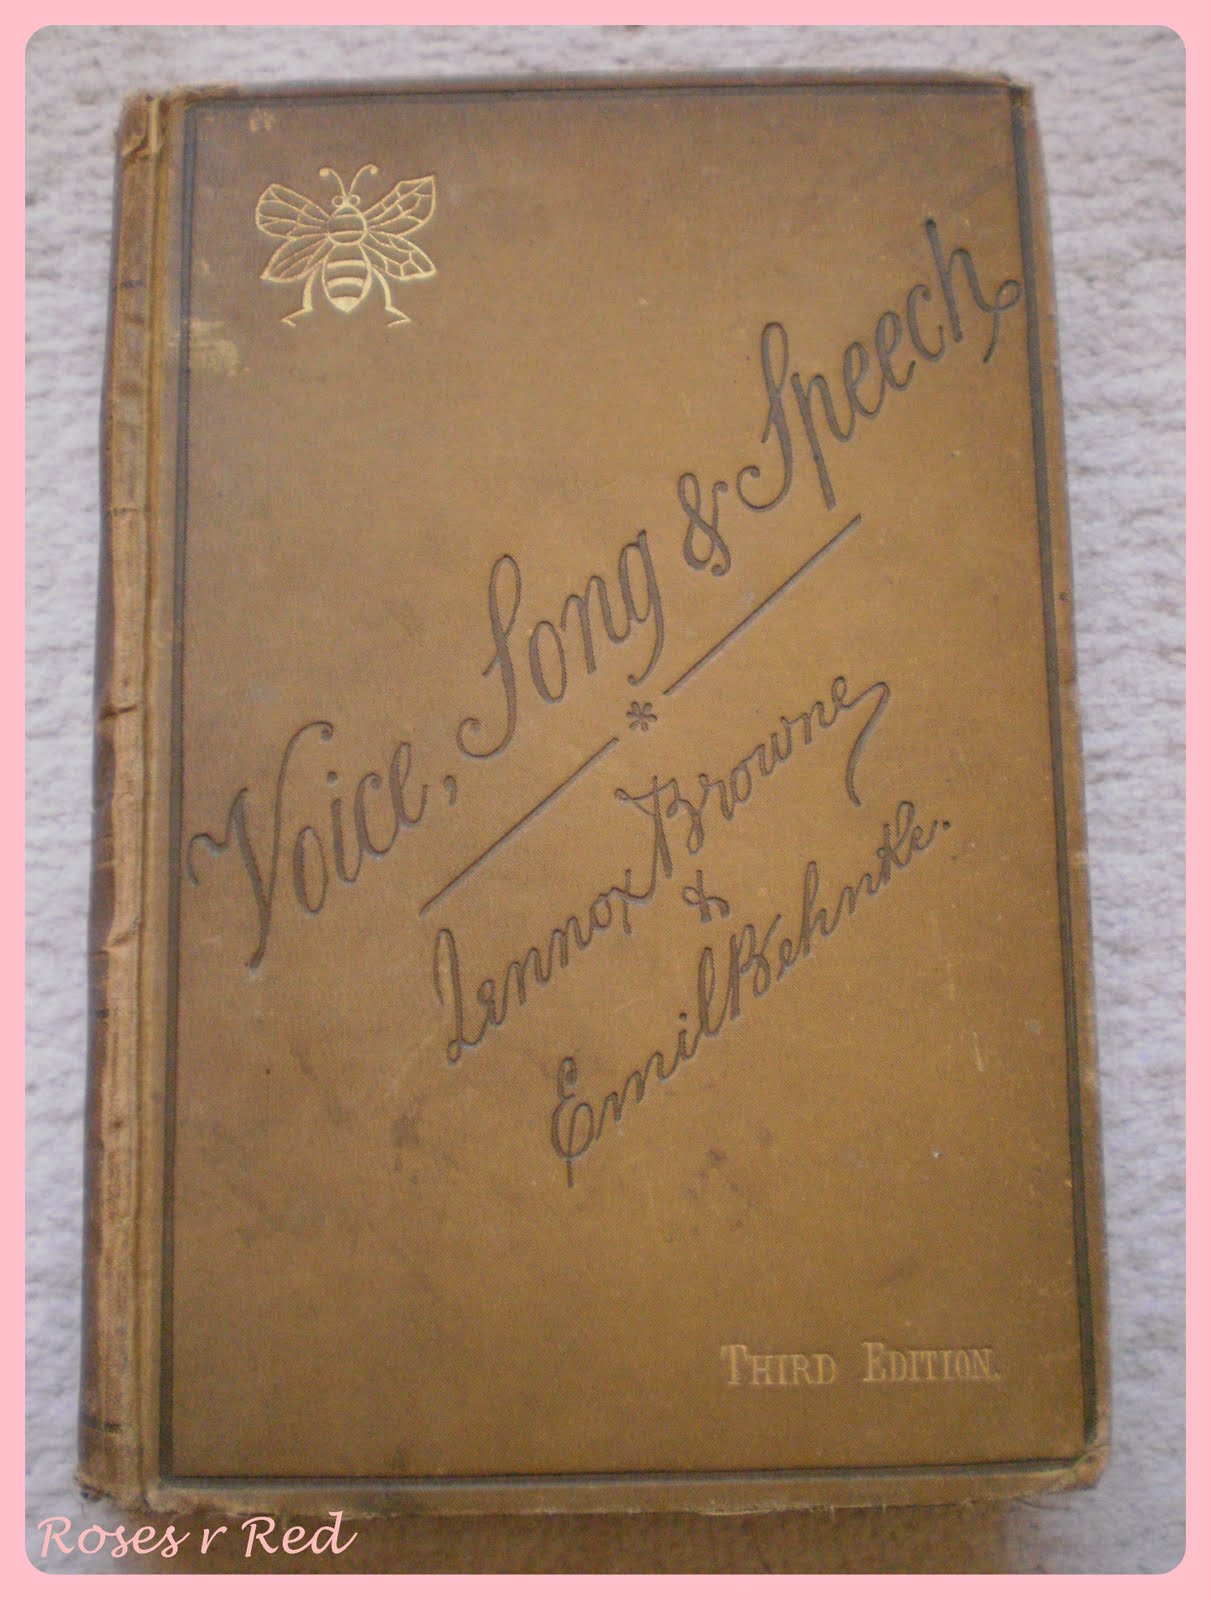 Voice, Song & Speech
*
Lennox Browne
&
Emil Behnke.
THIRD EDITION.
Roses r Red